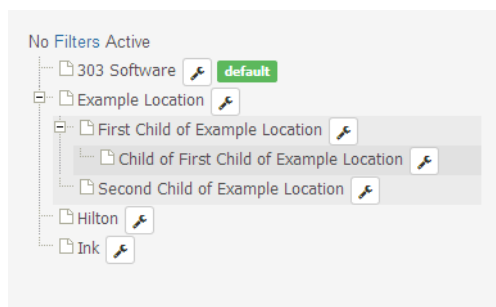 No Filters Active
303 Software default
Example Location
First Child of Example Location
Child of First Child of Example Location
Second Child of Example Location
Hilton
Ink